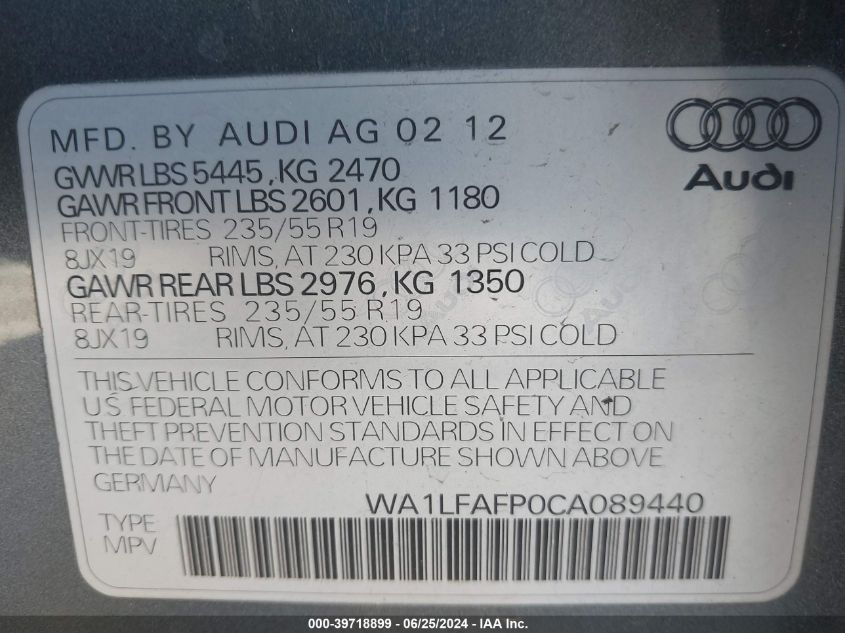 MFD. BY AUDI AG 02 12
GVWR LBS 5445, KG 2470
GAWR FRONT LBS 2601, KG 1180
FRONT-TIRES 235/55 R19
8JX19 RIMS, AT 230 KPA 33 PSI COLD
GAWR REAR LBS 2976, KG 1350
REAR-TIRES 235/55 R19
8JX19 RIMS, AT 230 KPA 33 PSI COLD
Audi
THIS VEHICLE CONFORMS TO ALL APPLICABLE
U.S FEDERAL MOTOR VEHICLE SAFETY AND
THEFT PREVENTION STANDARDS IN EFFECT ON
THE DATE OF MANUFACTURE SHOWN ABOVE
GERMANY
WA1LFAFP0CA089440
TYPE
MPV
000-39718899 - 06/25/2024 - IAA Inc.